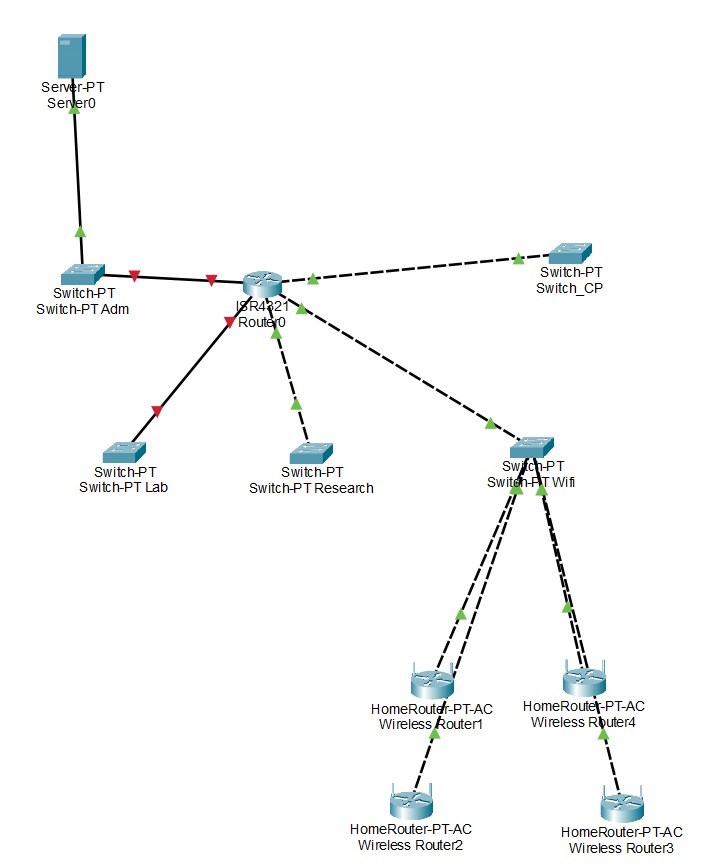 Server-PT
Server0
Switch-PT
Switch_CP
Switch-PT
Switch-PT Adm
ISR4321
Router0
Switch-PT
Switch-PT Lab
Switch-PT
Switch-PT Research
Switch-PT
Switch-PT Wifi
HomeRouter-PT-AC
Wireless Router1
HomeRouter-PT-AC
Wireless Router4
HomeRouter-PT-AC
Wireless Router2
HomeRouter-PT-AC
Wireless Router3